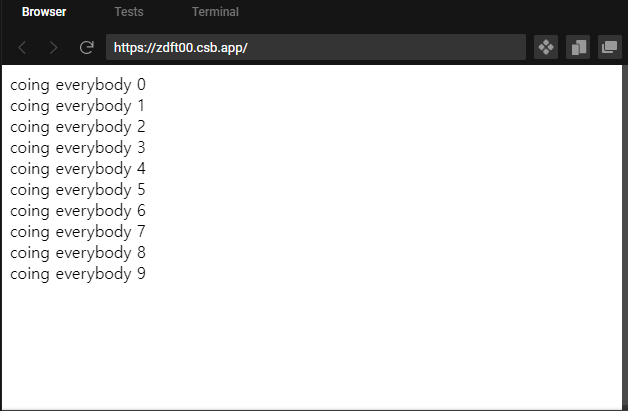 Browser Tests Terminal
https://zdft00.csb.app/
coing everybody 0
coing everybody 1
coing everybody 2
coing everybody 3
coing everybody 4
coing everybody 5
coing everybody 6
coing everybody 7
coing everybody 8
coing everybody 9